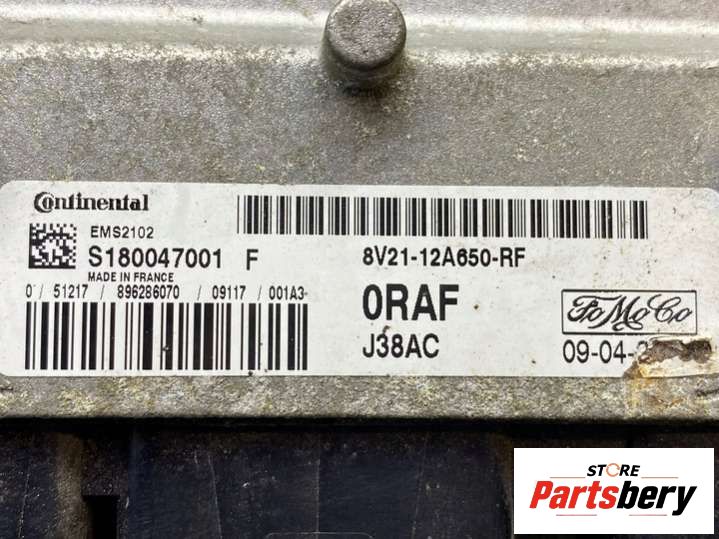 Continental
EMS2102
S180047001 F
MADE IN FRANCE
0 / 51217 / 896286070 / 09117 / 001A3
8V21-12A650-RF
0RAF
J38AC
FoMoCo
09-04-
STORE
Partsbery